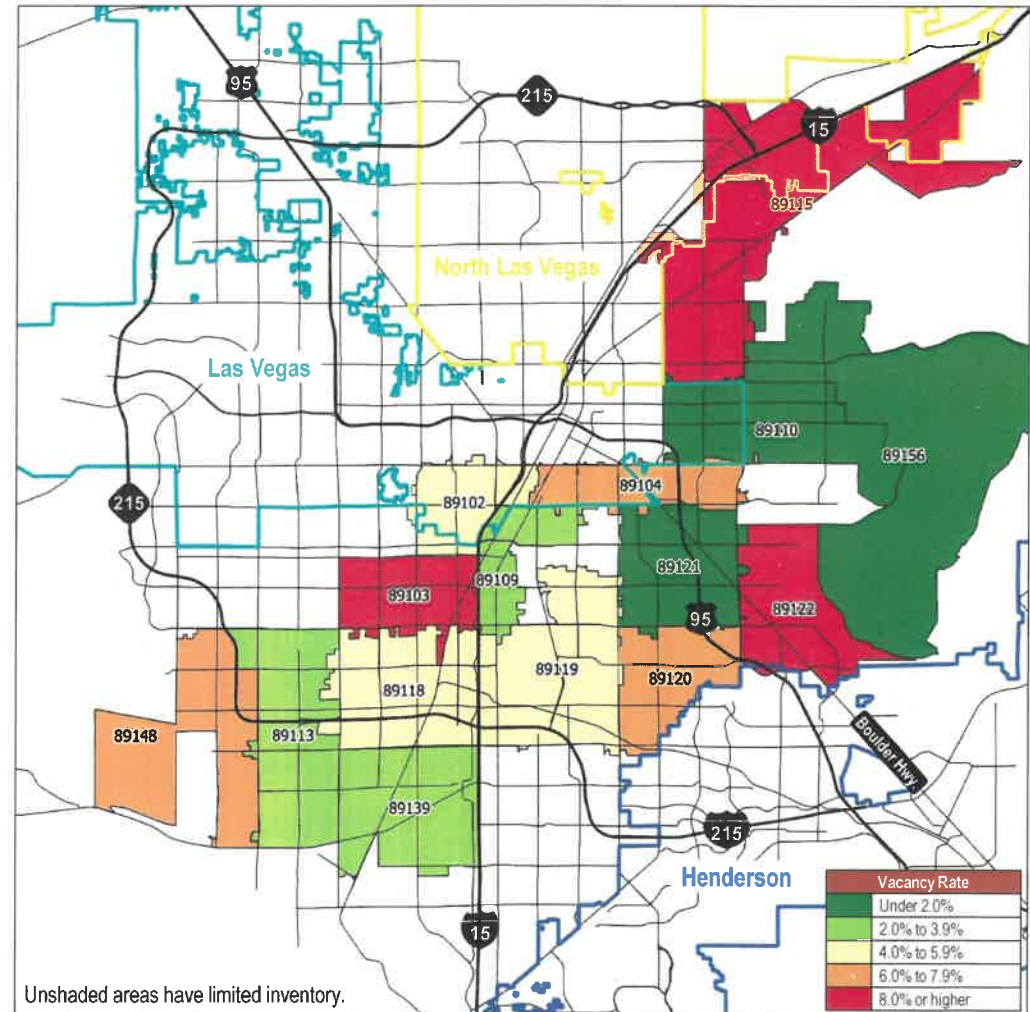 95
215
15
89115
North Las Vegas
Las Vegas
89110
89156
215
89102
89104
89109
89121
89103
89122
95
89119
89120
89118
89148
89113
Boulder Hwy
89139
215
Henderson
15
Vacancy Rate
Under 2.0%
2.0% to 3.9%
4.0% to 5.9%
6.0% to 7.9%
8.0% or higher
Unshaded areas have limited inventory.